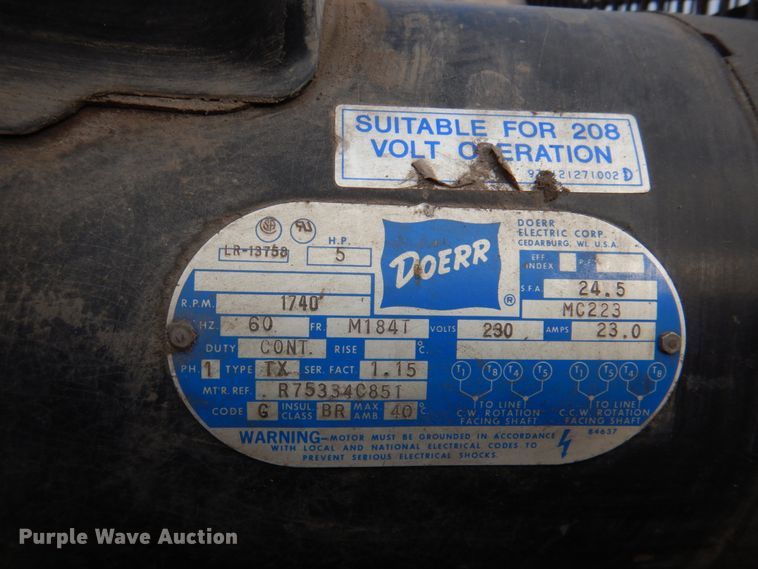 SUITABLE FOR 208
VOLT OPERATION
21271002 D
LR-13758
H.P. 5
DOERR
®
DOERR
ELECTRIC CORP.
CEDARBURG, WI. U.S.A.
EFF. INDEX P.F.
S.F.A. 24.5
MC223
R.P.M. 1740
HZ. 60 FR. M184T VOLTS 230 AMPS 23.0
DUTY CONT. RISE °C.
PH. 1 TYPE TX SER. FACT. 1.15
MT'R. REF. R75334C851
CODE G INSUL. CLASS BR MAX. AMB 40 °C.
T1 T8 T4 T5
TO LINE
C.W. ROTATION
FACING SHAFT
T1 T5 T4 T8
TO LINE
C.C.W. ROTATION
FACING SHAFT
84637
WARNING-MOTOR MUST BE GROUNDED IN ACCORDANCE
WITH LOCAL AND NATIONAL ELECTRICAL CODES TO
PREVENT SERIOUS ELECTRICAL SHOCKS.
Purple Wave Auction